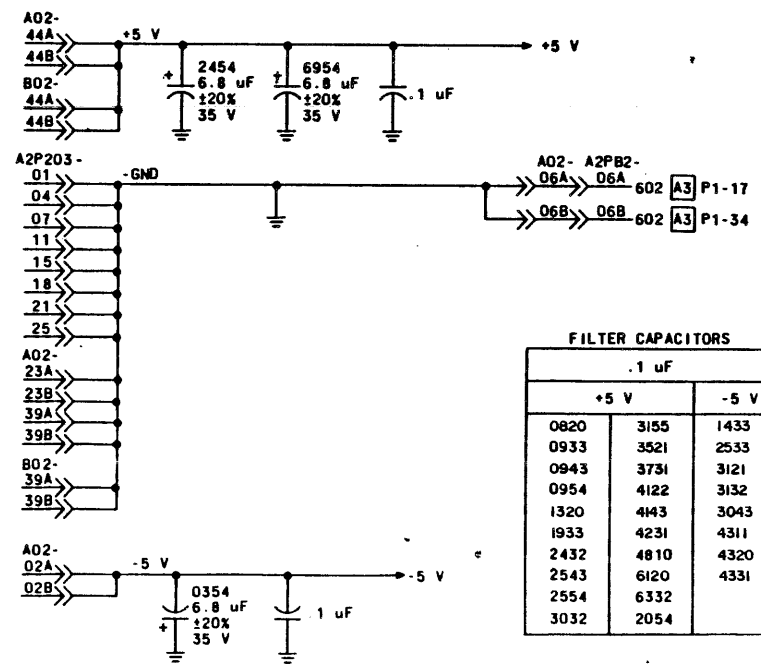 A02-
44A
44B
B02-
44A
44B
+5 V
2454
6.8 uF
±20%
35 V
6954
6.8 uF
±20%
35 V
.1 uF
+5 V
A2P203-
01
04
07
11
15
18
21
25
A02-
23A
23B
39A
39B
B02-
39A
39B
-GND
A02- A2PB2-
06A 06A 602 A3 P1-17
06B 06B 602 A3 P1-34
A02-
02A
02B
-5 V
0354
6.8 uF
±20%
35 V
.1 uF
-5 V
FILTER CAPACITORS
.1 uF
+5 V -5 V
0820 3155 1433
0933 3521 2533
0943 3731 3121
0954 4122 3132
1320 4143 3043
1933 4231 4311
2432 4810 4320
2543 6120 4331
2554 6332
3032 2054